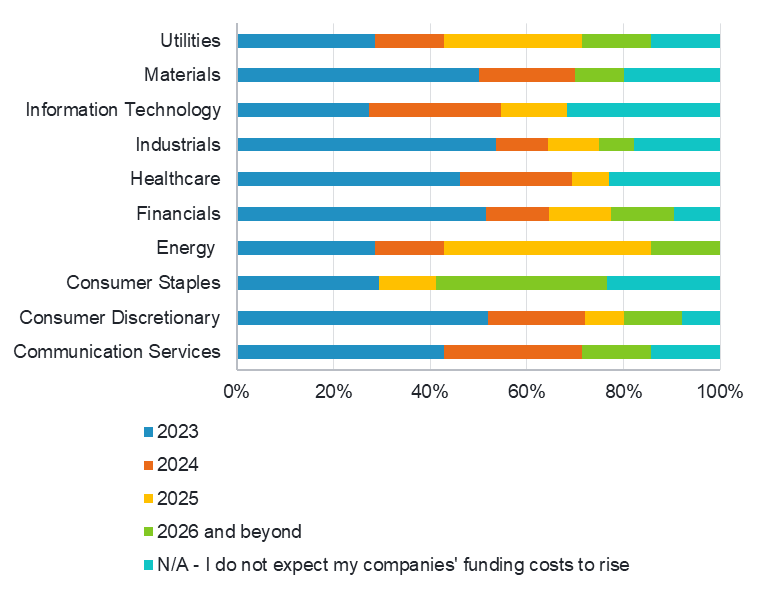 Utilities
Materials
Information Technology
Industrials
Healthcare
Financials
Energy
Consumer Staples
Consumer Discretionary
Communication Services
0% 20% 40% 60% 80% 100%
2023
2024
2025
2026 and beyond
N/A - I do not expect my companies' funding costs to rise